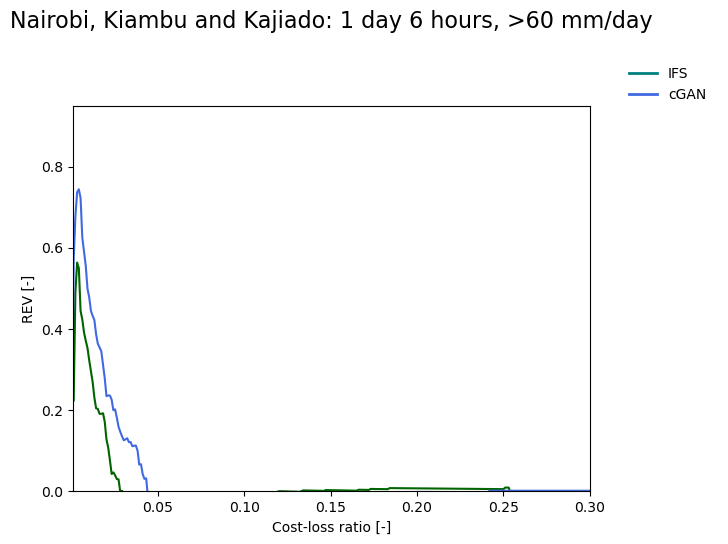 Nairobi, Kiambu and Kajiado: 1 day 6 hours, >60 mm/day
IFS
cGAN
0.8
0.6
0.4
0.2
0.0
REV [-]
0.05
0.10
0.15
0.20
0.25
0.30
Cost-loss ratio [-]